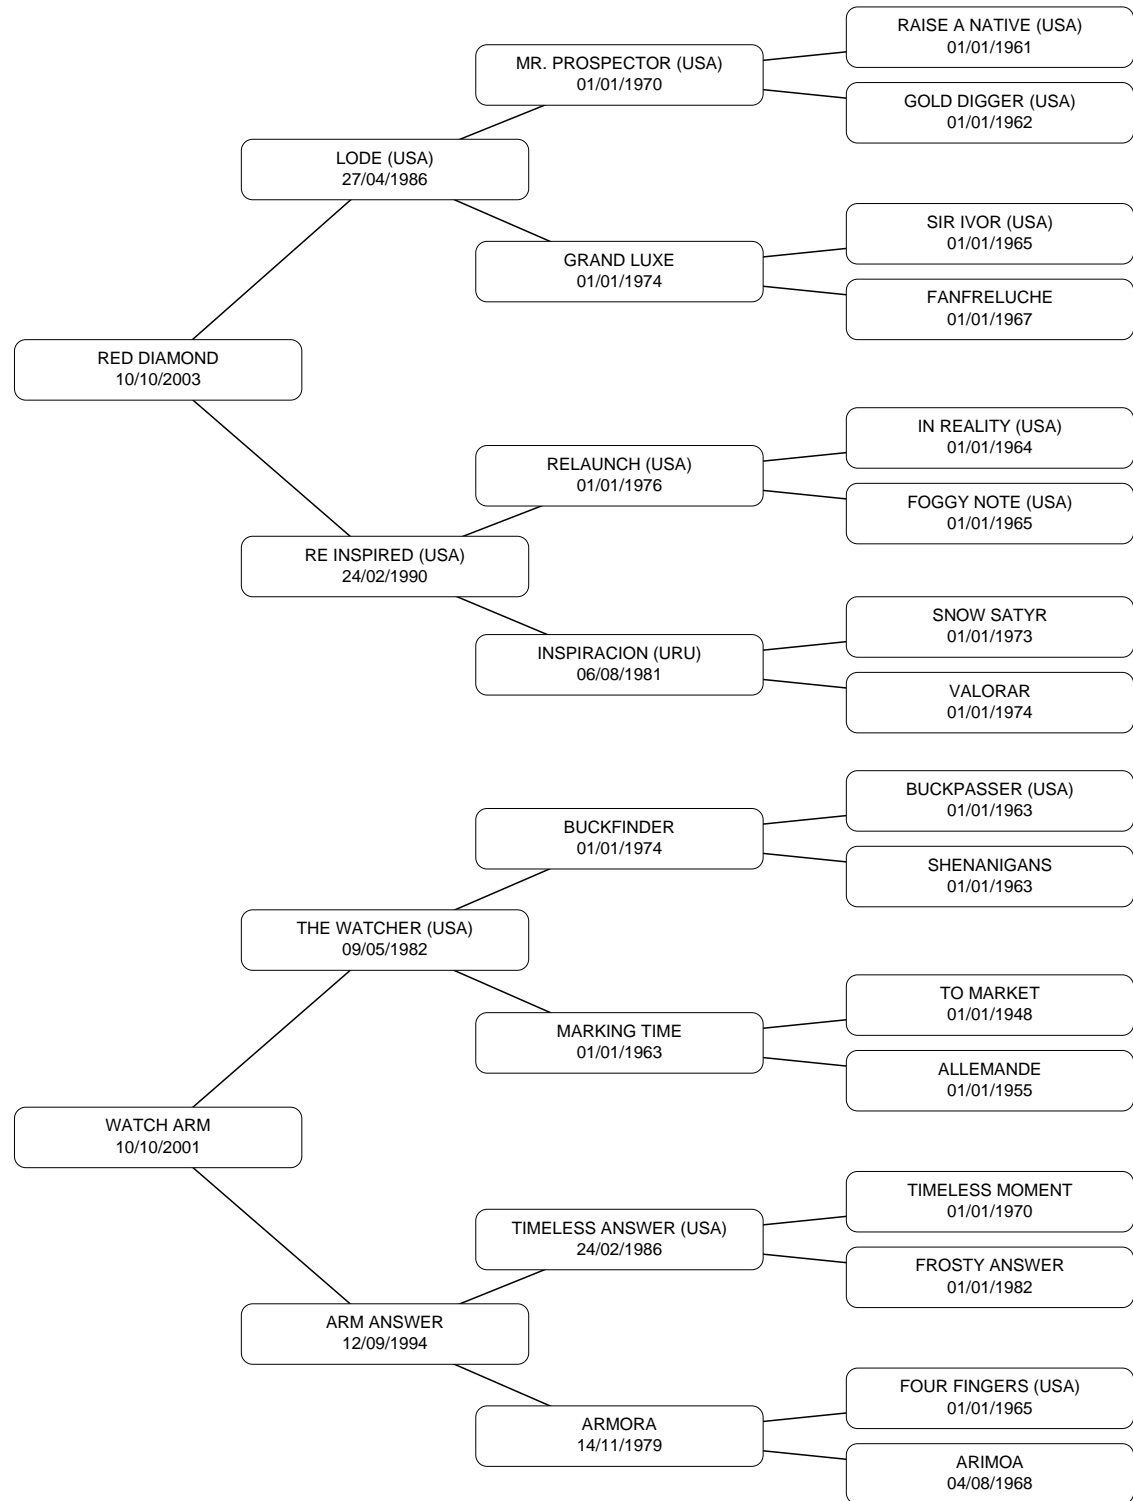 RAISE A NATIVE (USA)
01/01/1961
MR. PROSPECTOR (USA)
01/01/1970
GOLD DIGGER (USA)
01/01/1962
LODE (USA)
27/04/1986
SIR IVOR (USA)
01/01/1965
GRAND LUXE
01/01/1974
FANFRELUCHE
01/01/1967
RED DIAMOND
10/10/2003
IN REALITY (USA)
01/01/1964
RELAUNCH (USA)
01/01/1976
FOGGY NOTE (USA)
01/01/1965
RE INSPIRED (USA)
24/02/1990
SNOW SATYR
01/01/1973
INSPIRACION (URU)
06/08/1981
VALORAR
01/01/1974
BUCKPASSER (USA)
01/01/1963
BUCKFINDER
01/01/1974
SHENANIGANS
01/01/1963
THE WATCHER (USA)
09/05/1982
TO MARKET
01/01/1948
MARKING TIME
01/01/1963
ALLEMANDE
01/01/1955
WATCH ARM
10/10/2001
TIMELESS MOMENT
01/01/1970
TIMELESS ANSWER (USA)
24/02/1986
FROSTY ANSWER
01/01/1982
ARM ANSWER
12/09/1994
FOUR FINGERS (USA)
01/01/1965
ARMORA
14/11/1979
ARIMOA
04/08/1968